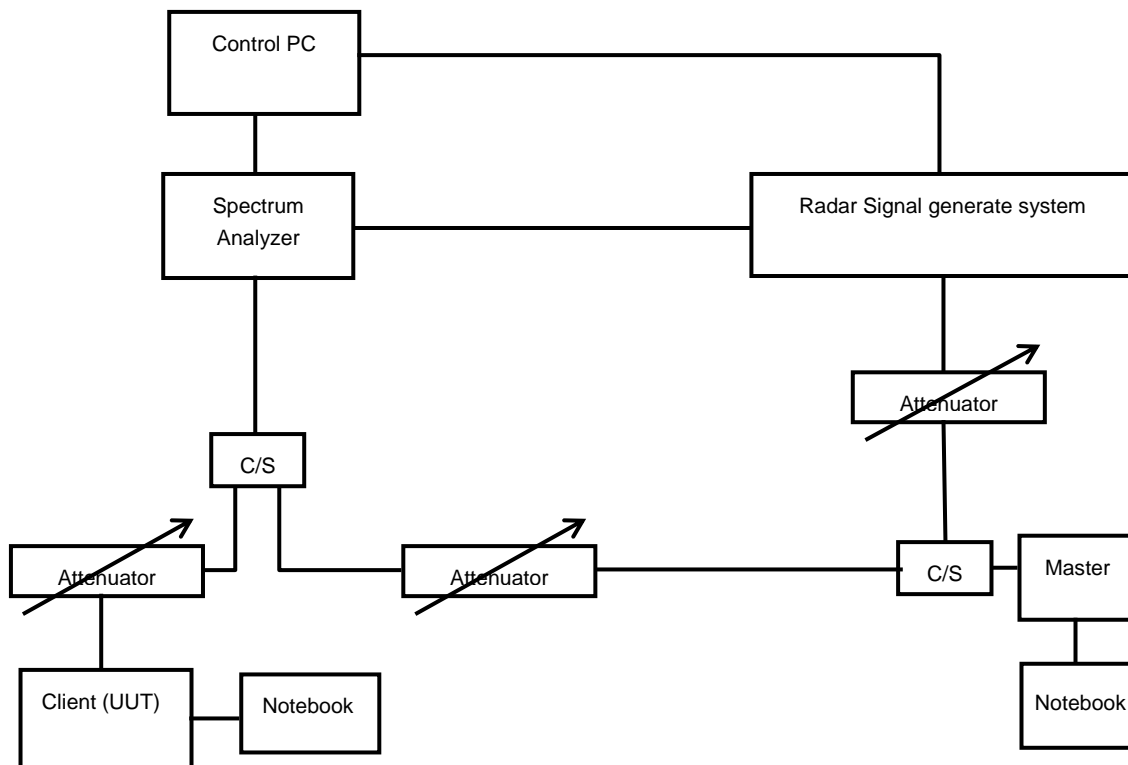 Control PC
Spectrum
Analyzer
Radar Signal generate system
Attenuator
C/S
Attenuator
Attenuator
C/S
Master
Client (UUT)
Notebook
Notebook